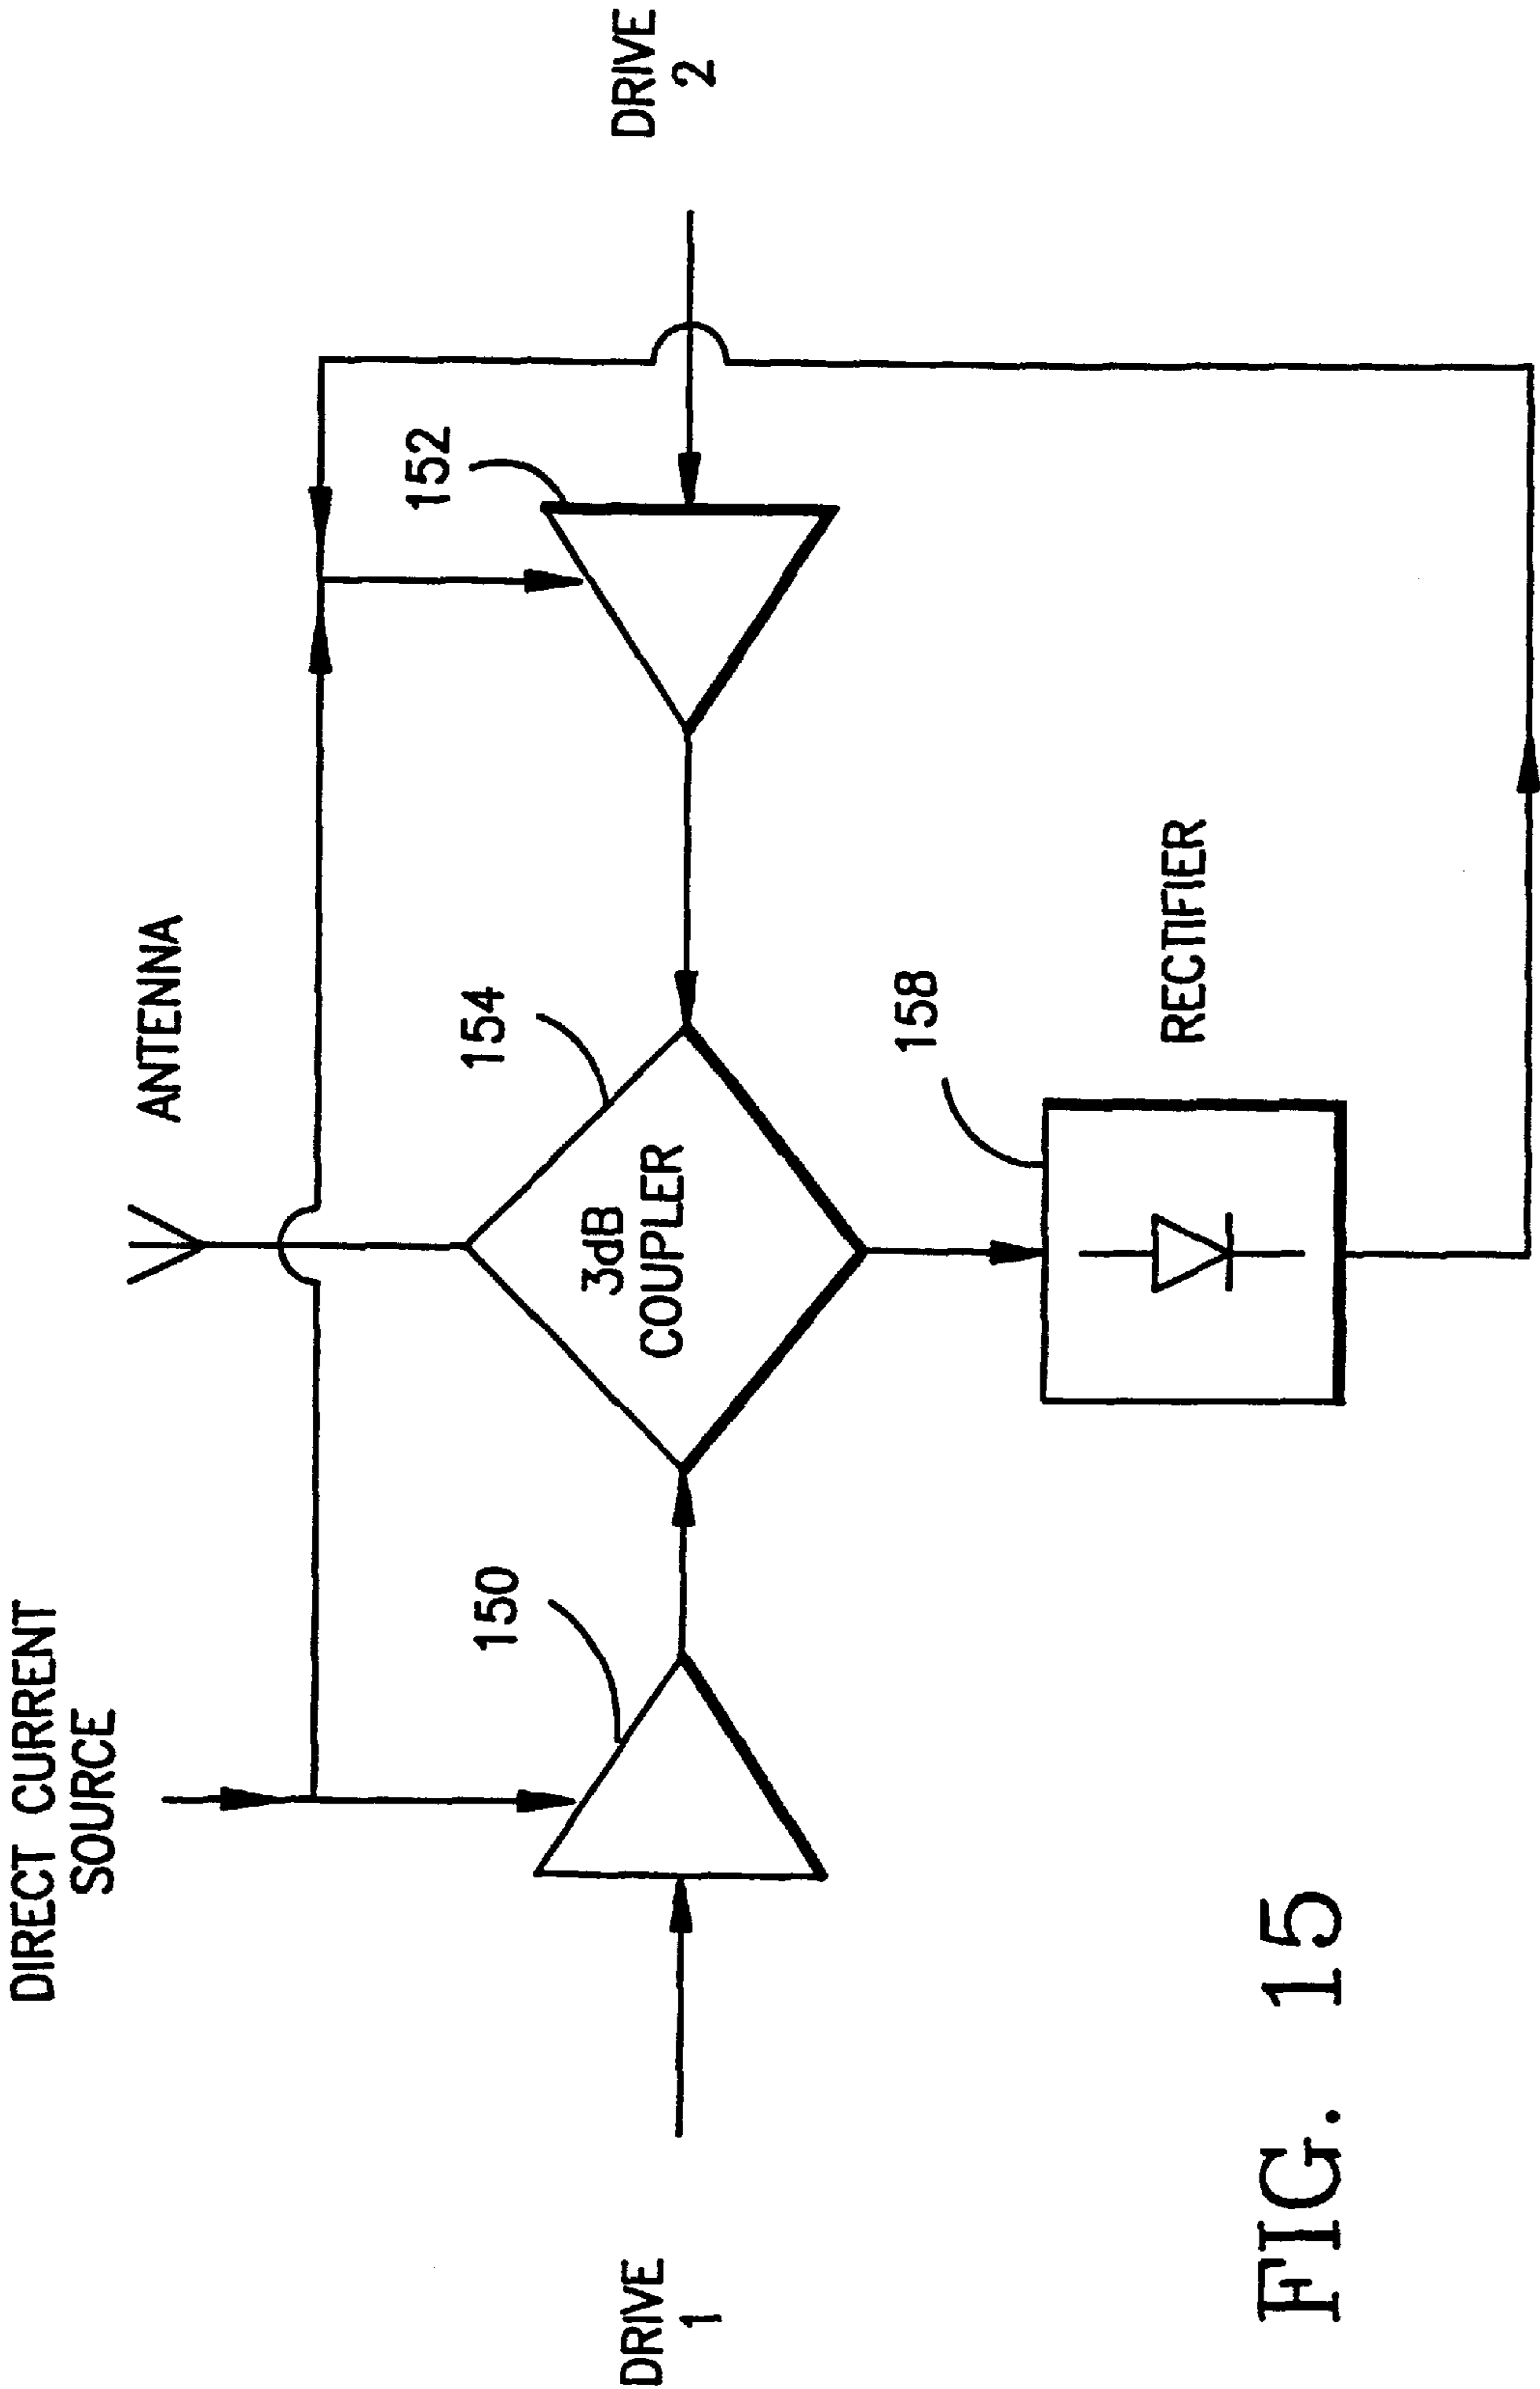 DIRECT CURRENT
SOURCE
ANTENNA
DRIVE
1
150
154
3dB
COUPLER
152
DRIVE
2
158
RECTIFIER
FIG. 15